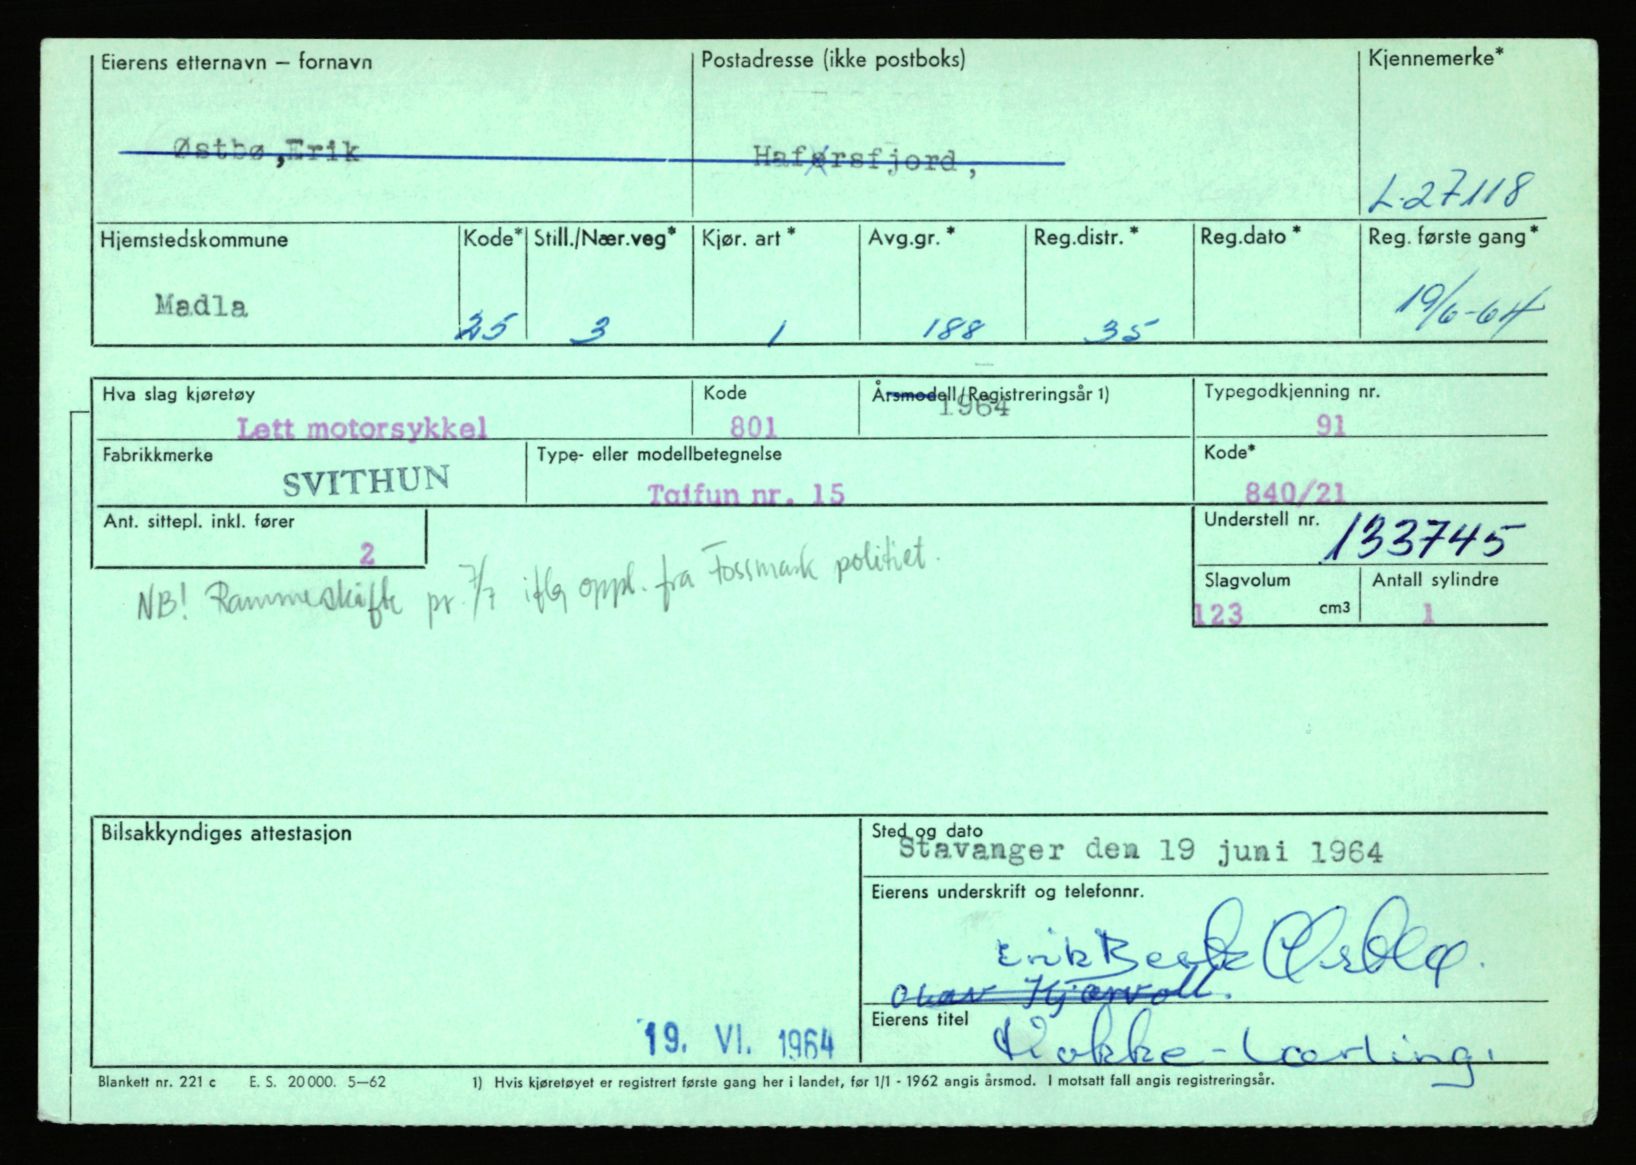 Eierens etternavn – fornavn Postadresse (ikke postboks) Kjennemerke*
Østbø, Erik Haførsfjord,
L-27118
Hjemstedskommune Kode* Still./Nær.veg* Kjør. art * Avg.gr. * Reg.distr. * Reg.dato * Reg. første gang*
Madla 25 3 1 188 35 19/6-64
Hva slag kjøretøy Kode Årsmodell/Registreringsår 1) Typegodkjenning nr.
Lett motorsykkel 801 1964 91
Fabrikkmerke Type- eller modellbetegnelse Kode*
SVITHUN Taifun nr. 15 840/21
Ant. sittepl. inkl. fører Understell nr. 133745
2
NB! Rammeskifte pr. 7/7 iflg oppl. fra Fossmark politiet.
Slagvolum Antall sylindre
123 cm3 1
Bilsakkyndiges attestasjon Sted og dato
Stavanger den 19 juni 1964
Eierens underskrift og telefonnr.
Erik
Olav Kjærvoll.
Eierens titel Kokke-Lærling.
19. VI. 1964
Blankett nr. 221 c E. S. 20 000. 5–62 1) Hvis kjøretøyet er registrert første gang her i landet, før 1/1 - 1962 angis årsmod. I motsatt fall angis registreringsår.